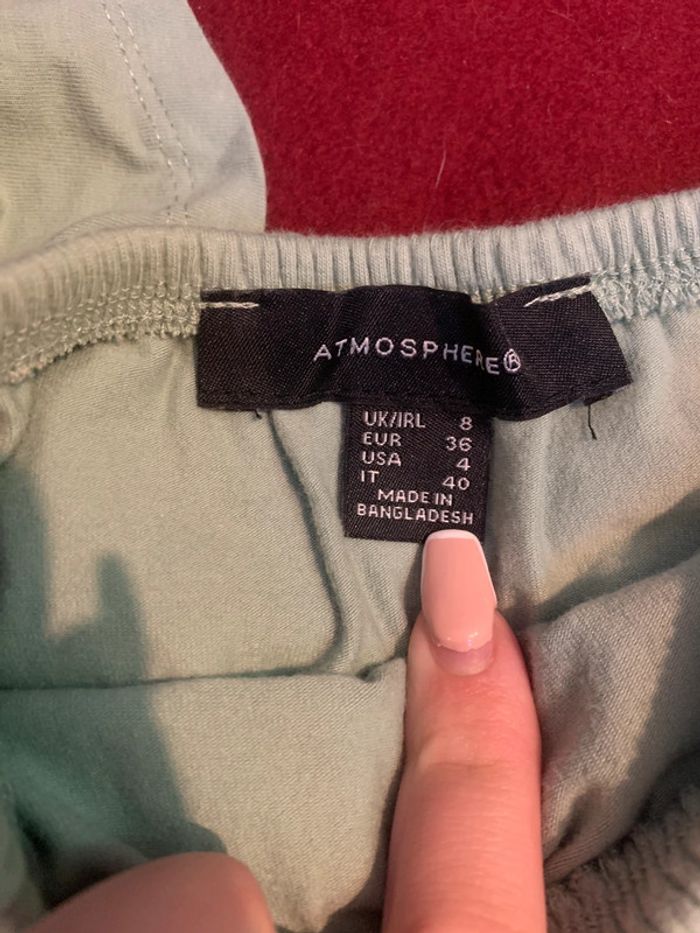 ATMOSPHERE®
UK/IRL 8
EUR 36
USA 4
IT 40
MADE IN
BANGLADESH